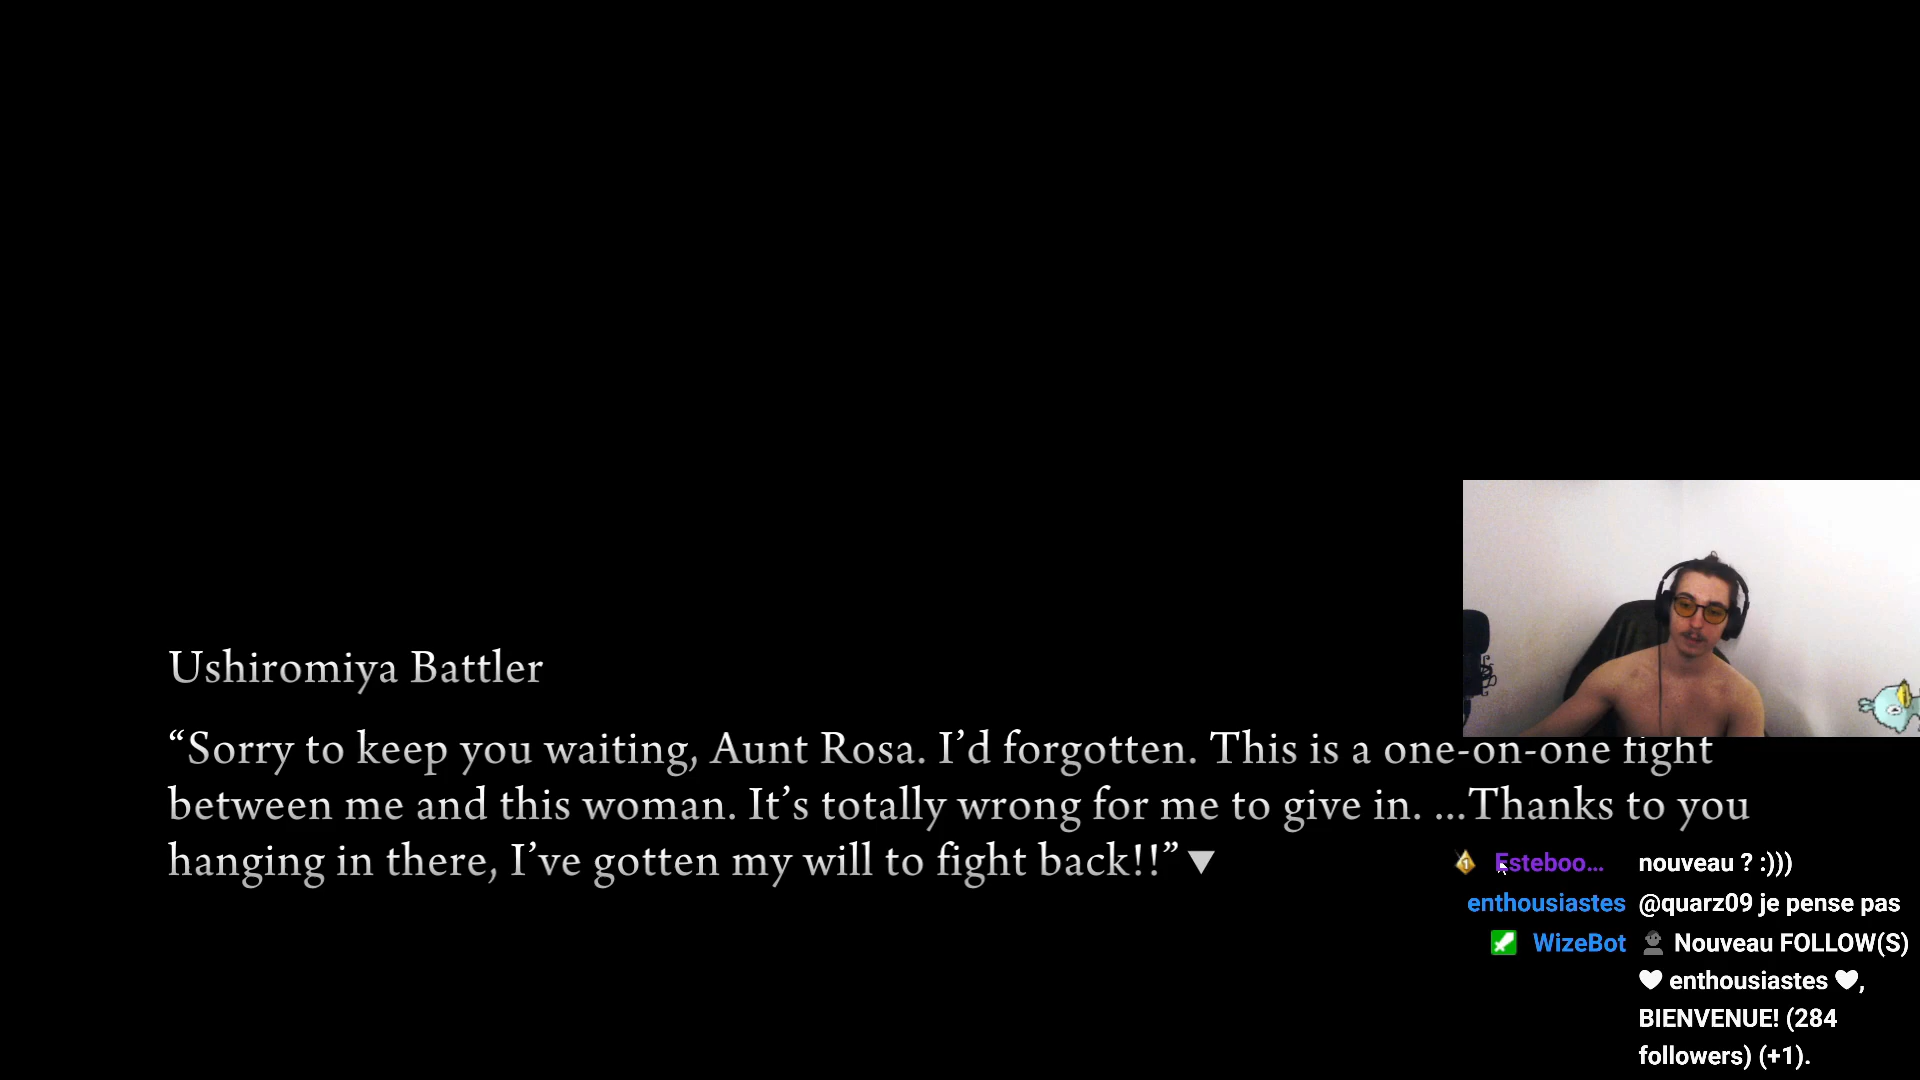 Ushiromiya Battler
“Sorry to keep you waiting, Aunt Rosa. I’d forgotten. This is a one-on-one fight
between me and this woman. It’s totally wrong for me to give in. ...Thanks to you
hanging in there, I’ve gotten my will to fight back!!”
1 Esteboo... nouveau ? :)))
enthousiastes @quarz09 je pense pas
WizeBot Nouveau FOLLOW(S)
enthousiastes ,
BIENVENUE! (284
followers) (+1).